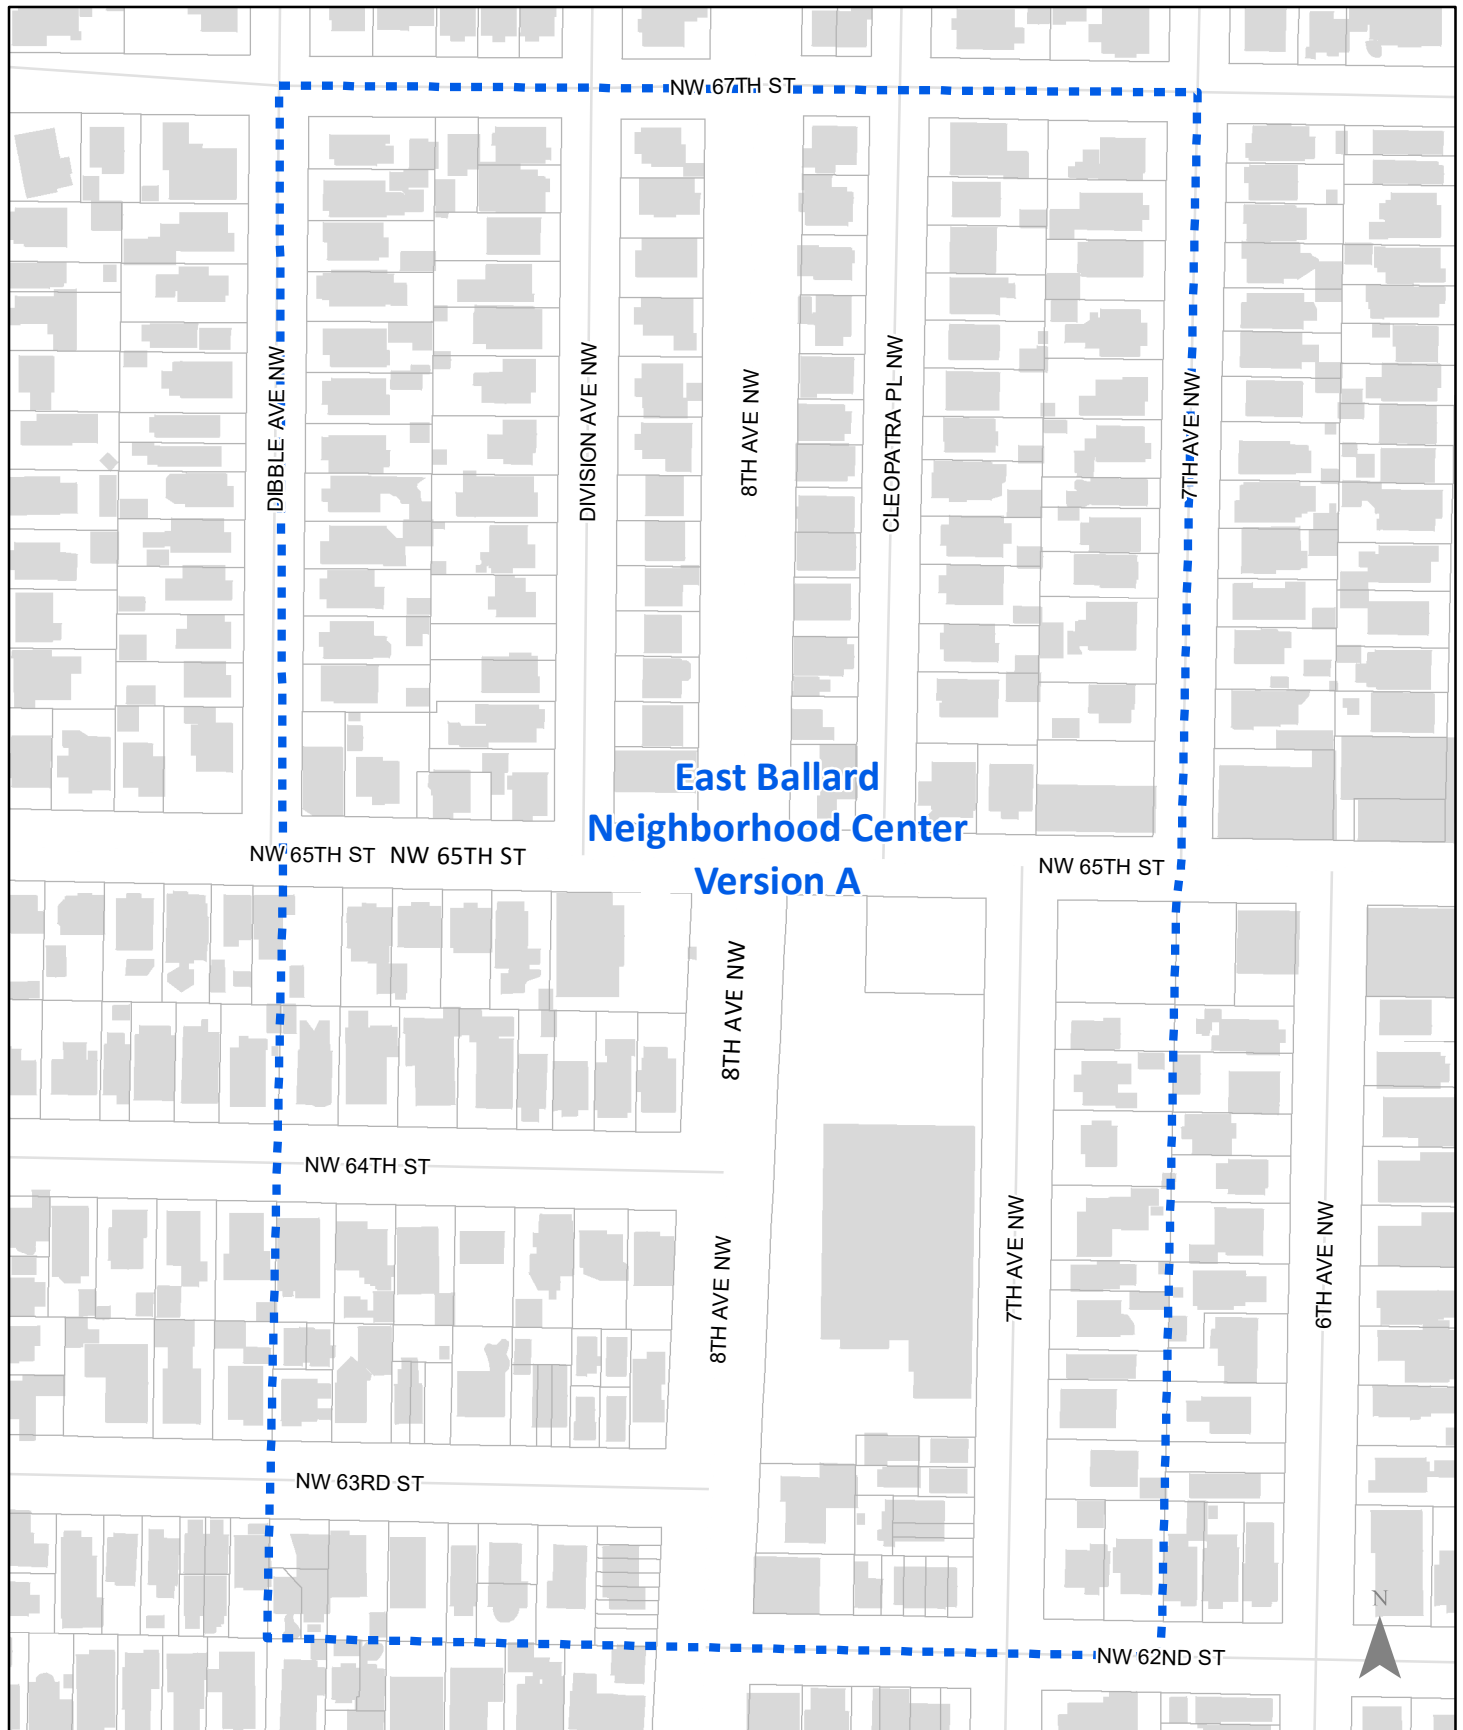 NW 67TH ST
DIBBLE AVE NW
DIVISION AVE NW
8TH AVE NW
CLEOPATRA PL NW
7TH AVE NW
East Ballard
Neighborhood Center
Version A
NW 65TH ST
NW 65TH ST
NW 65TH ST
8TH AVE NW
NW 64TH ST
8TH AVE NW
7TH AVE NW
6TH AVE NW
NW 63RD ST
N
NW 62ND ST